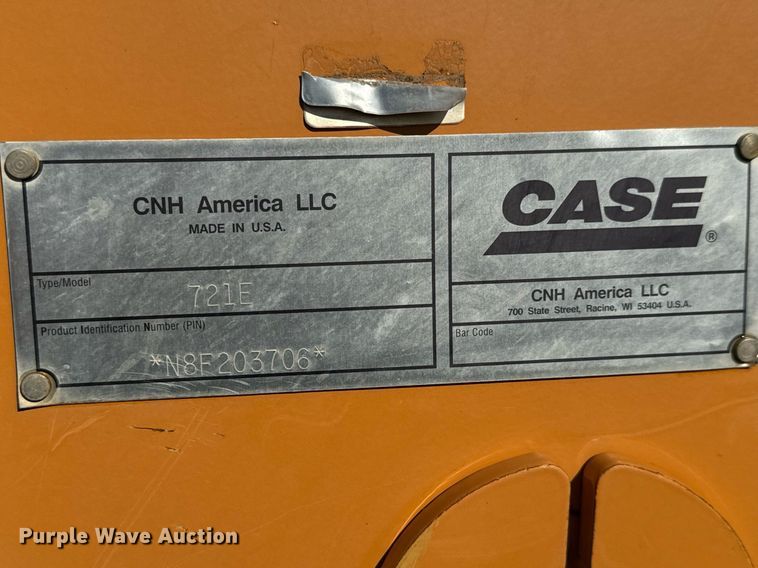 CNH America LLC
MADE IN U.S.A.
Type/Model
721E
Product Identification Number (PIN)
*N8F203706*
CASE®
CNH America LLC
700 State Street, Racine, WI 53404 U.S.A.
Bar Code
Purple Wave Auction